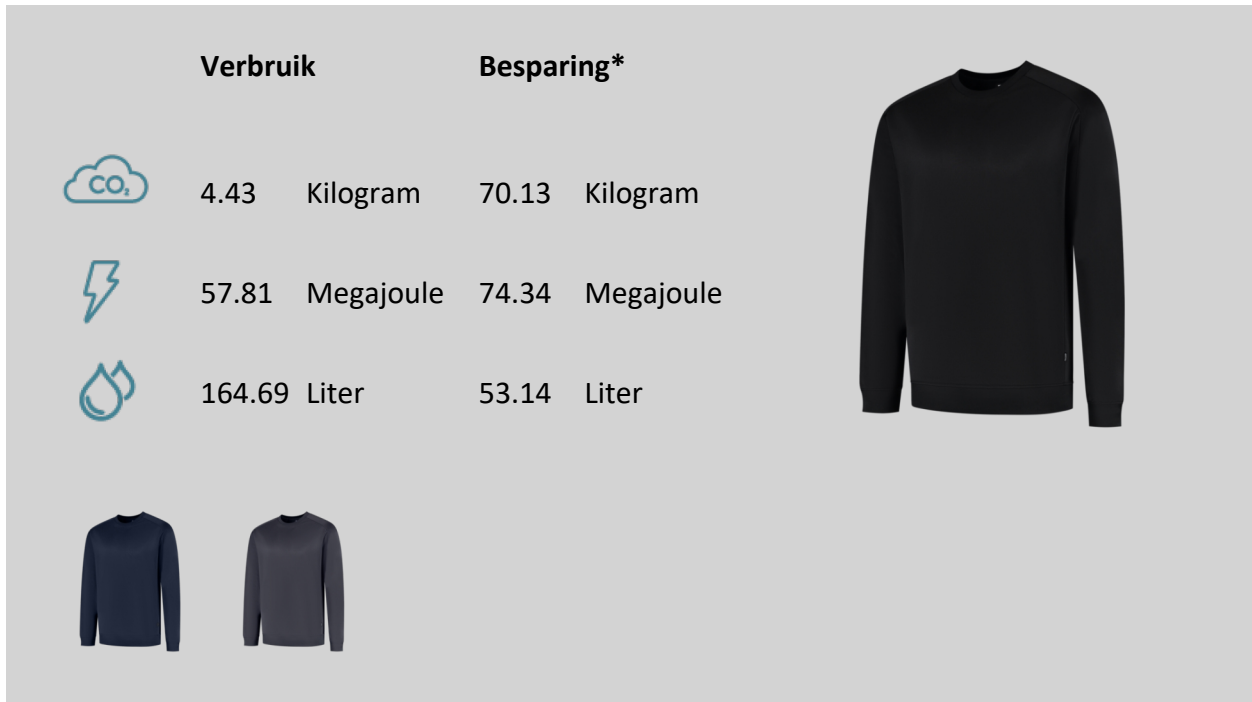 Verbruik Besparing*
CO₂ 4.43 Kilogram 70.13 Kilogram
57.81 Megajoule 74.34 Megajoule
164.69 Liter 53.14 Liter